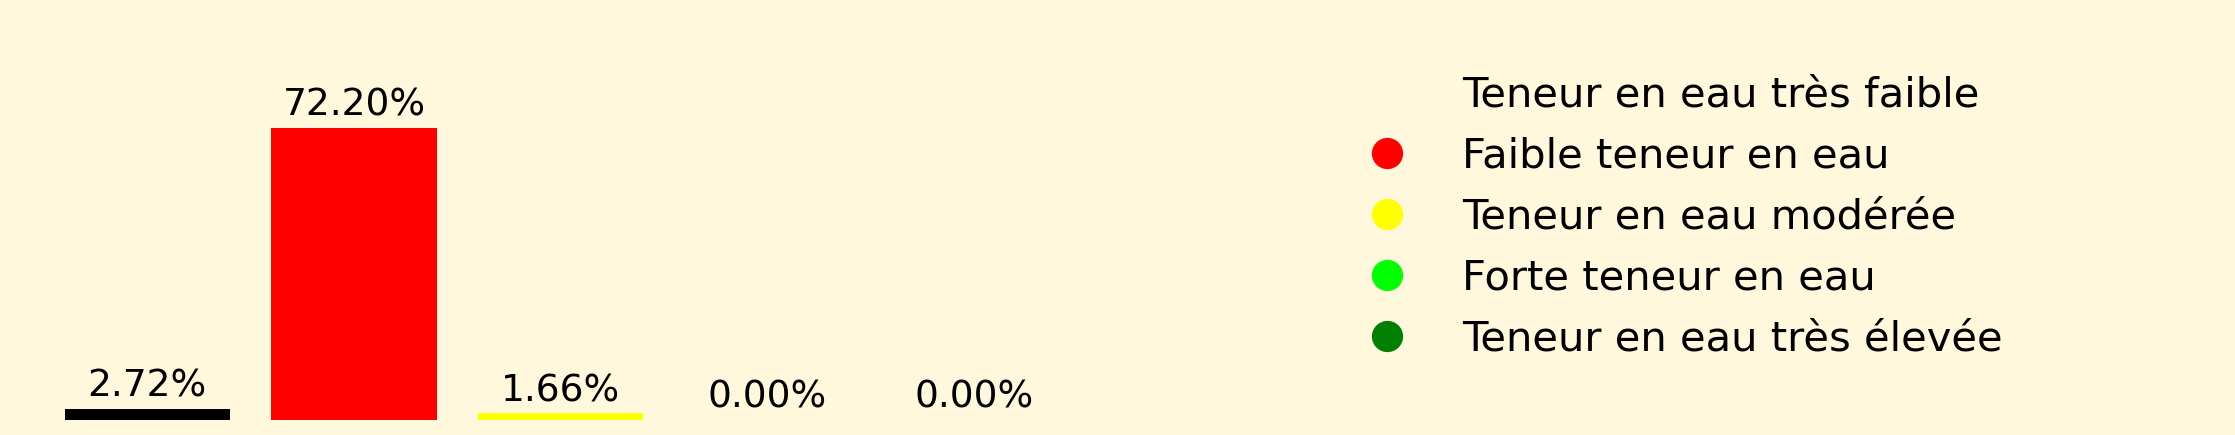 72.20%
2.72%
1.66%
0.00%
0.00%
Teneur en eau très faible
Faible teneur en eau
Teneur en eau modérée
Forte teneur en eau
Teneur en eau très élevée